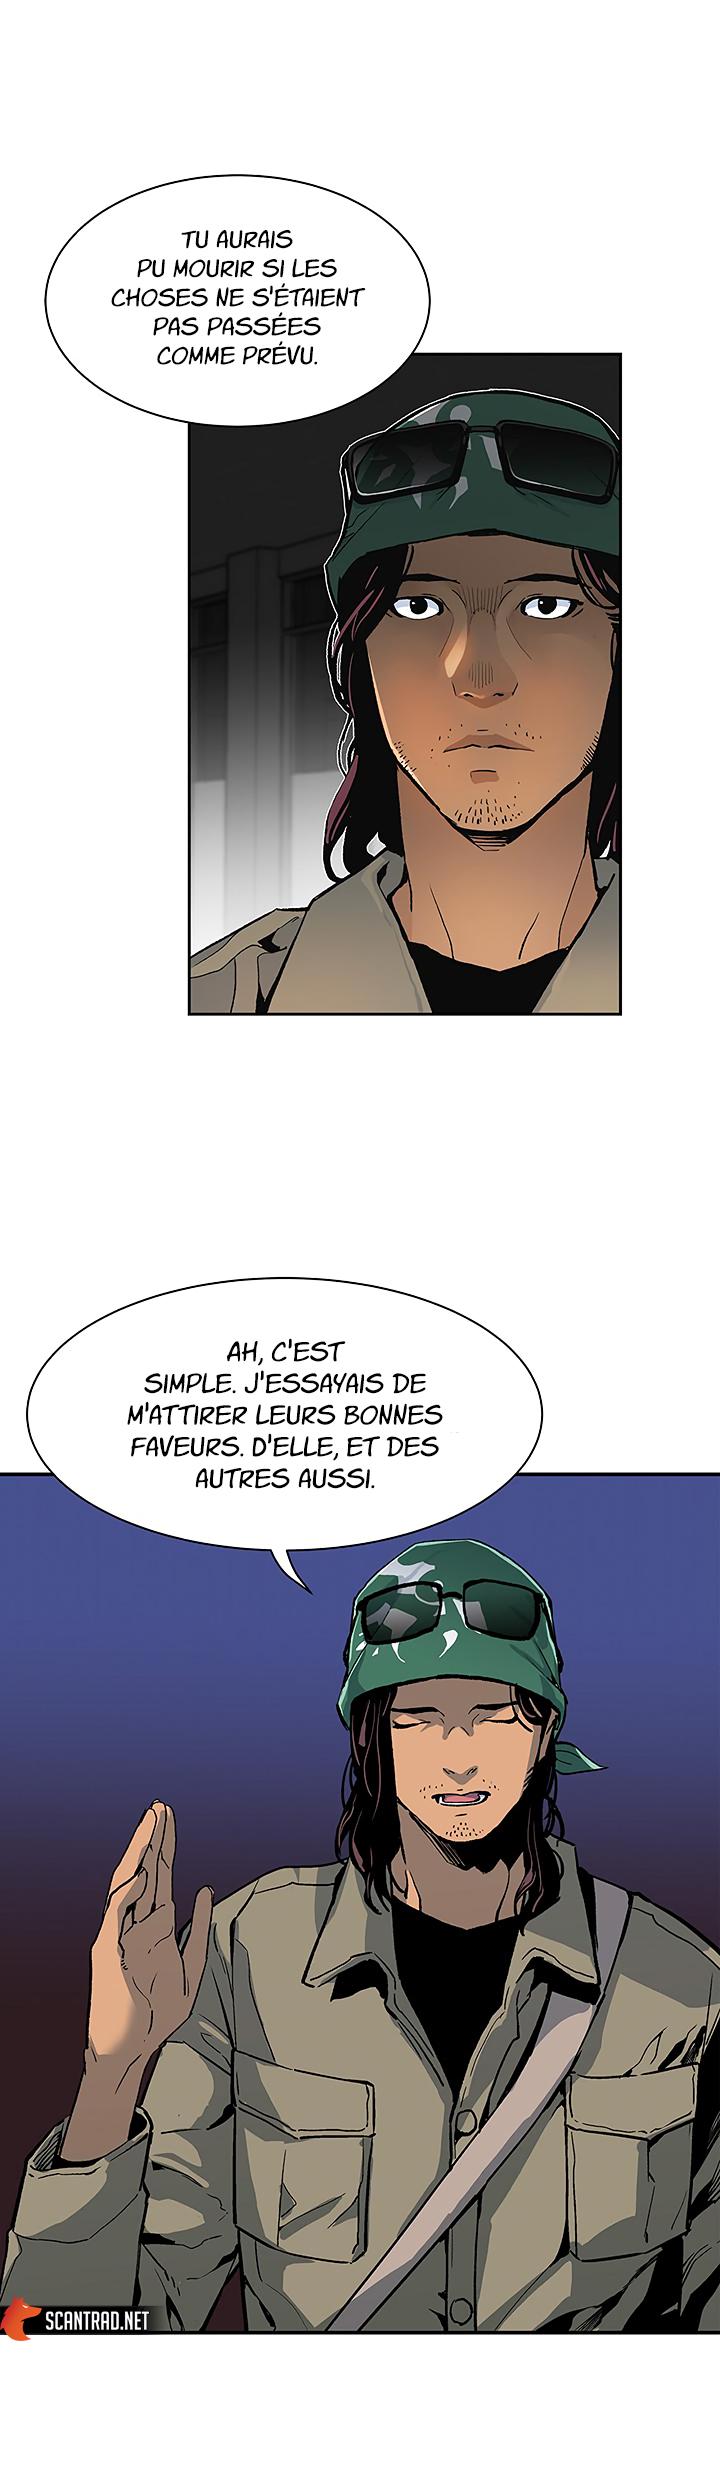 TU AURAIS
PU MOURIR SI LES
CHOSES NE S'ÉTAIENT
PAS PASSÉES
COMME PRÉVU.
AH, C'EST
SIMPLE. J'ESSAYAIS DE
M'ATTIRER LEURS BONNES
FAVEURS. D'ELLE, ET DES
AUTRES AUSSI.
SCANTRAD.NET